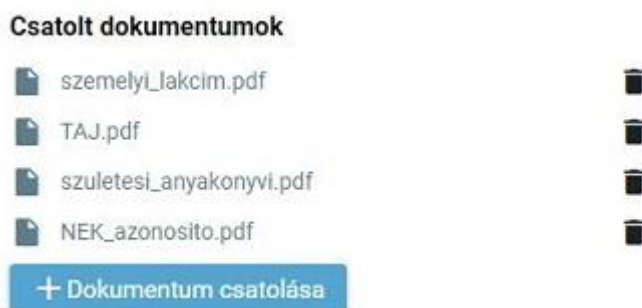 Csatolt dokumentumok
szemelyi_lakcim.pdf
TAJ.pdf
szuletesi_anyakonyvi.pdf
NEK_azonosito.pdf
+ Dokumentum csatolása